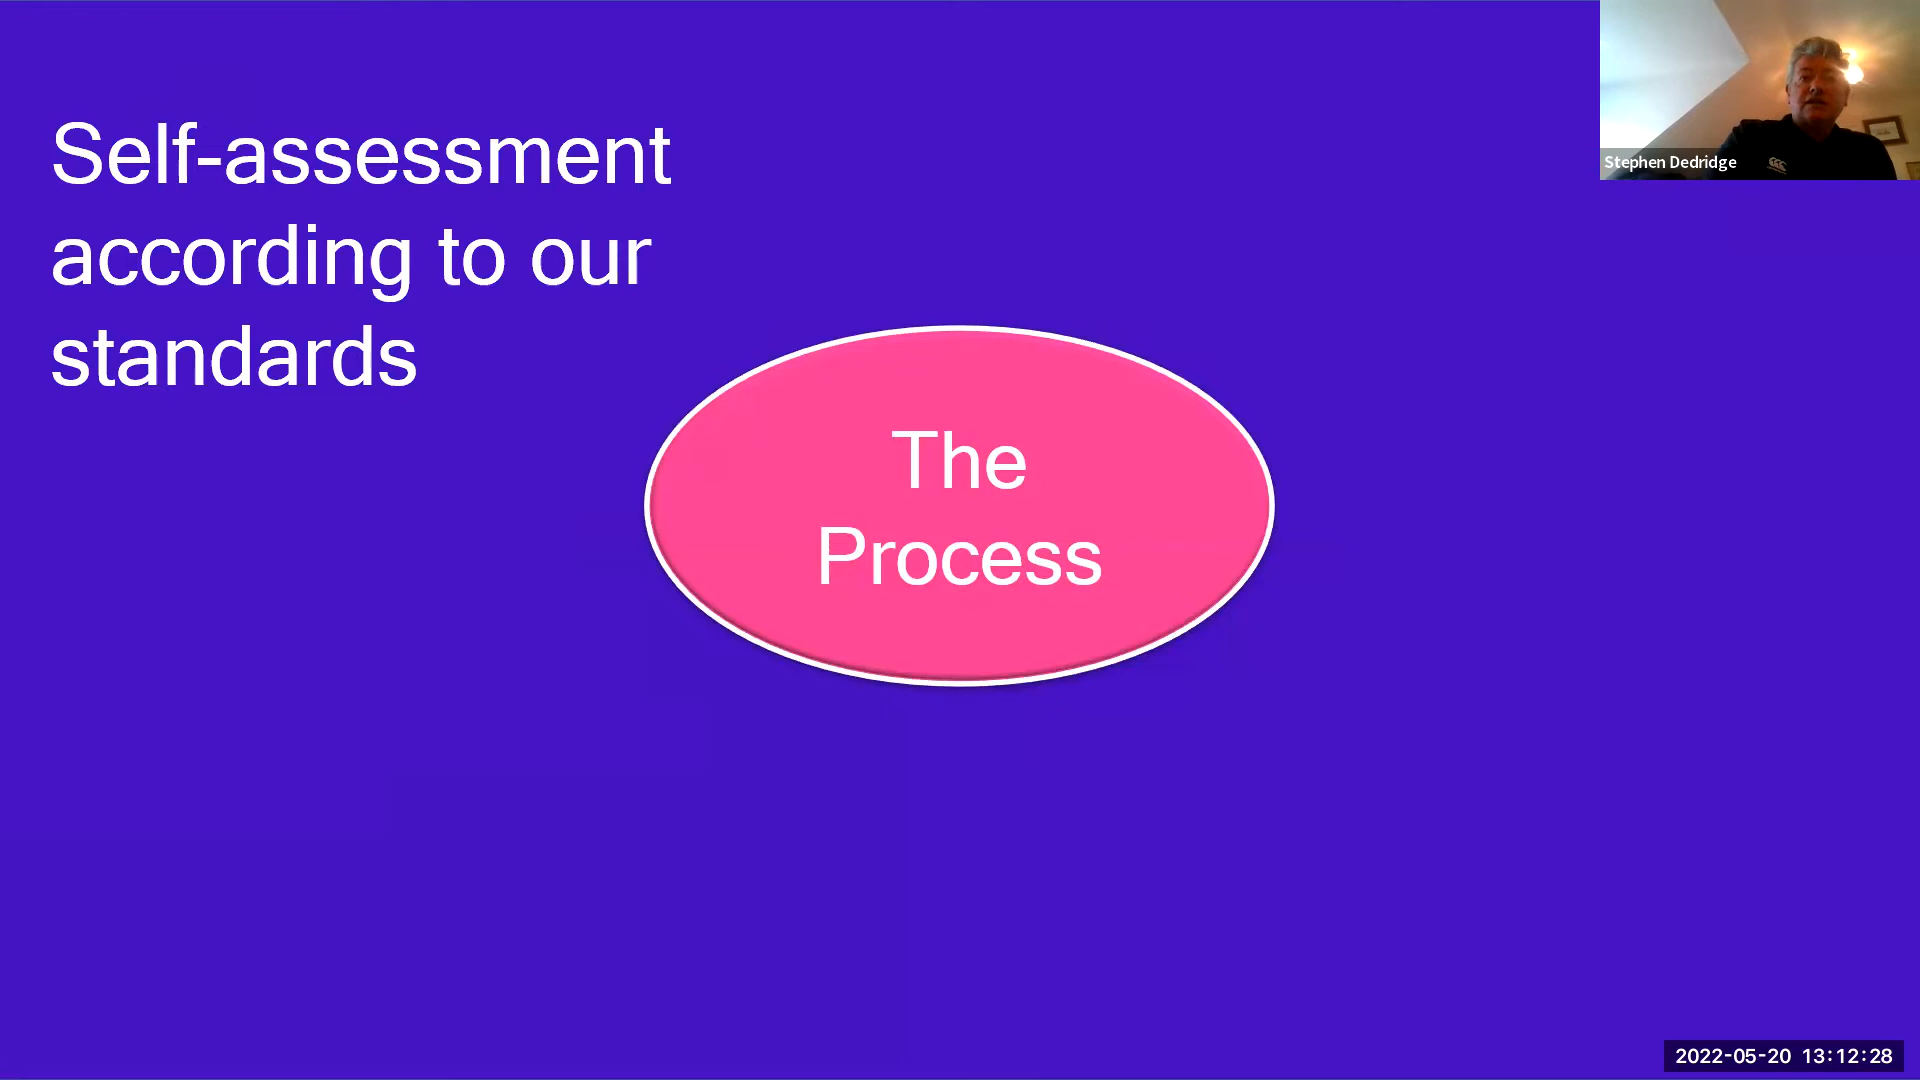 Self-assessment
according to our
standards
The
Process
Stephen Dedridge
2022-05-20 13:12:28